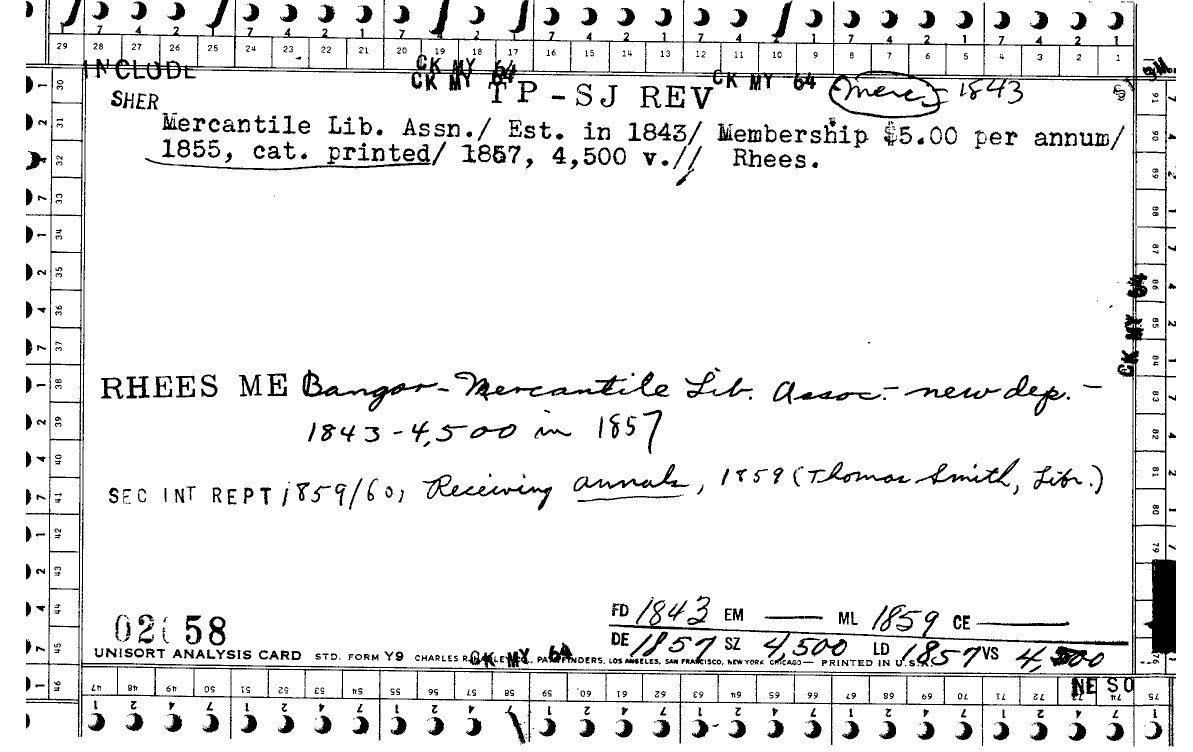 INCLUDE
CK MY 64
CK MY 64
CK MY 64
SHER
TP-SJ REV
merc - 1843
Mercantile Lib. Assn./ Est. in 1843/ Membership $5.00 per annum/
1855, cat. printed/ 1857, 4,500 v.// Rhees.
CK MY 64
RHEES ME Bangor - Mercantile Lib. Assoc. - new dep. -
1843 - 4,500 in 1857
SEC INT REPT 1859/60, Receiving annals, 1859 (Thomas Smith, Libr.)
FD 1843 EM — ML 1859 CE —
DE 1857 SZ 4,500 LD 1857 VS 4,500
02 58
UNISORT ANALYSIS CARD STD. FORM Y9 CHARLES R. PATHFINDERS, LOS ANGELES, SAN FRANCISCO, NEW YORK CHICAGO— PRINTED IN U.S.A.
CK MY 64
NE SO